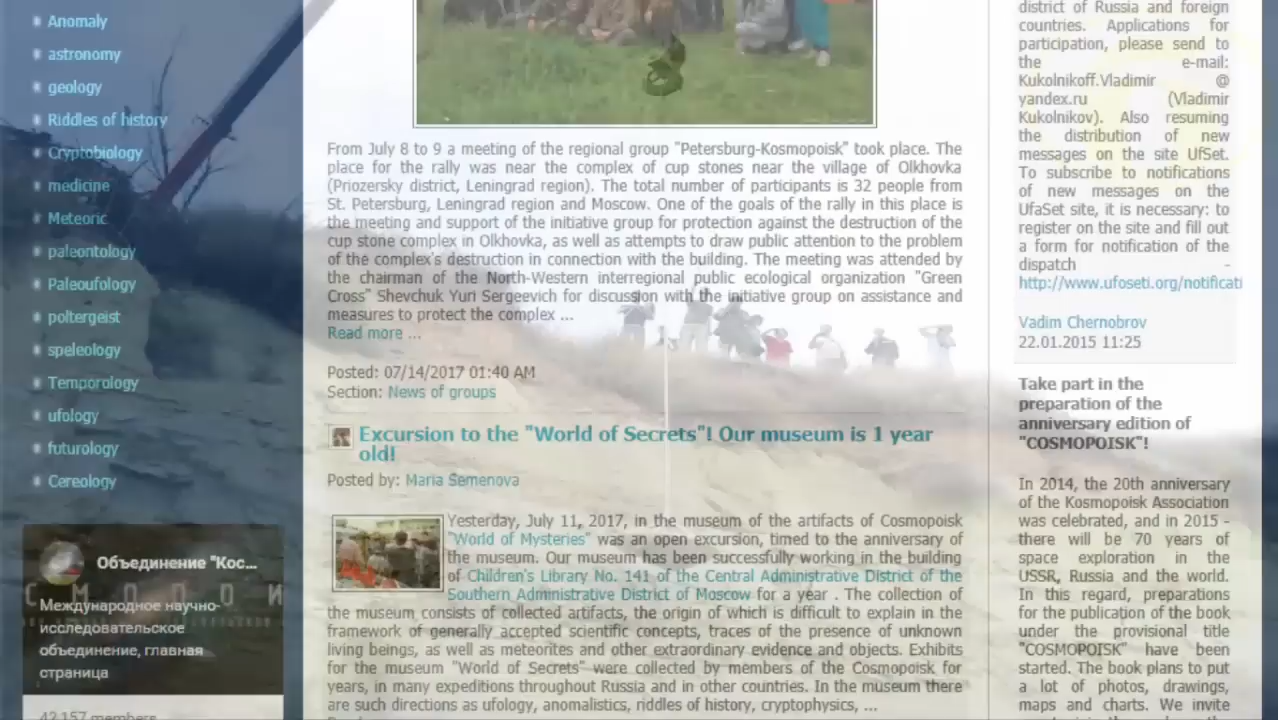 Anomaly
astronomy
geology
Riddles of history
Cryptobiology
medicine
Meteoric
paleontology
Paleoufology
poltergeist
speleology
Temporology
ufology
futurology
Cereology
Объединение "Кос...
Международное научно-
исследовательское
объединение, главная
страница
42 157 members
From July 8 to 9 a meeting of the regional group "Petersburg-Kosmopoisk" took place. The
place for the rally was near the complex of cup stones near the village of Olkhovka
(Priozersky district, Leningrad region). The total number of participants is 32 people from
St. Petersburg, Leningrad region and Moscow. One of the goals of the rally in this place is
the meeting and support of the initiative group for protection against the destruction of the
cup stone complex in Olkhovka, as well as attempts to draw public attention to the problem
of the complex's destruction in connection with the building. The meeting was attended by
the chairman of the North-Western interregional public ecological organization "Green
Cross" Shevchuk Yuri Sergeevich for discussion with the initiative group on assistance and
measures to protect the complex ...
Read more ...
Posted: 07/14/2017 01:40 AM
Section: News of groups
Excursion to the "World of Secrets"! Our museum is 1 year
old!
Posted by: Maria Semenova
Yesterday, July 11, 2017, in the museum of the artifacts of Cosmopoisk
"World of Mysteries" was an open excursion, timed to the anniversary of
the museum. Our museum has been successfully working in the building
of Children's Library No. 141 of the Central Administrative District of the
Southern Administrative District of Moscow for a year . The collection of
the museum consists of collected artifacts, the origin of which is difficult to explain in the
framework of generally accepted scientific concepts, traces of the presence of unknown
living beings, as well as meteorites and other extraordinary evidence and objects. Exhibits
for the museum "World of Secrets" were collected by members of the Cosmopoisk for
years, in many expeditions throughout Russia and in other countries. In the museum there
are such directions as ufology, anomalistics, riddles of history, cryptophysics, ...
district of Russia and foreign
countries. Applications for
participation, please send to
the e-mail:
Kukolnikoff.Vladimir @
yandex.ru (Vladimir
Kukolnikov). Also resuming
the distribution of new
messages on the site UfSet.
To subscribe to notifications
of new messages on the
UfaSet site, it is necessary: to
register on the site and fill out
a form for notification of the
dispatch -
http://www.ufoseti.org/notificati
Vadim Chernobrov
22.01.2015 11:25
Take part in the
preparation of the
anniversary edition of
"COSMOPOISK"!
In 2014, the 20th anniversary
of the Kosmopoisk Association
was celebrated, and in 2015 -
there will be 70 years of
space exploration in the
USSR, Russia and the world.
In this regard, preparations
for the publication of the book
under the provisional title
"COSMOPOISK" have been
started. The book plans to put
a lot of photos, drawings,
maps and charts. We invite